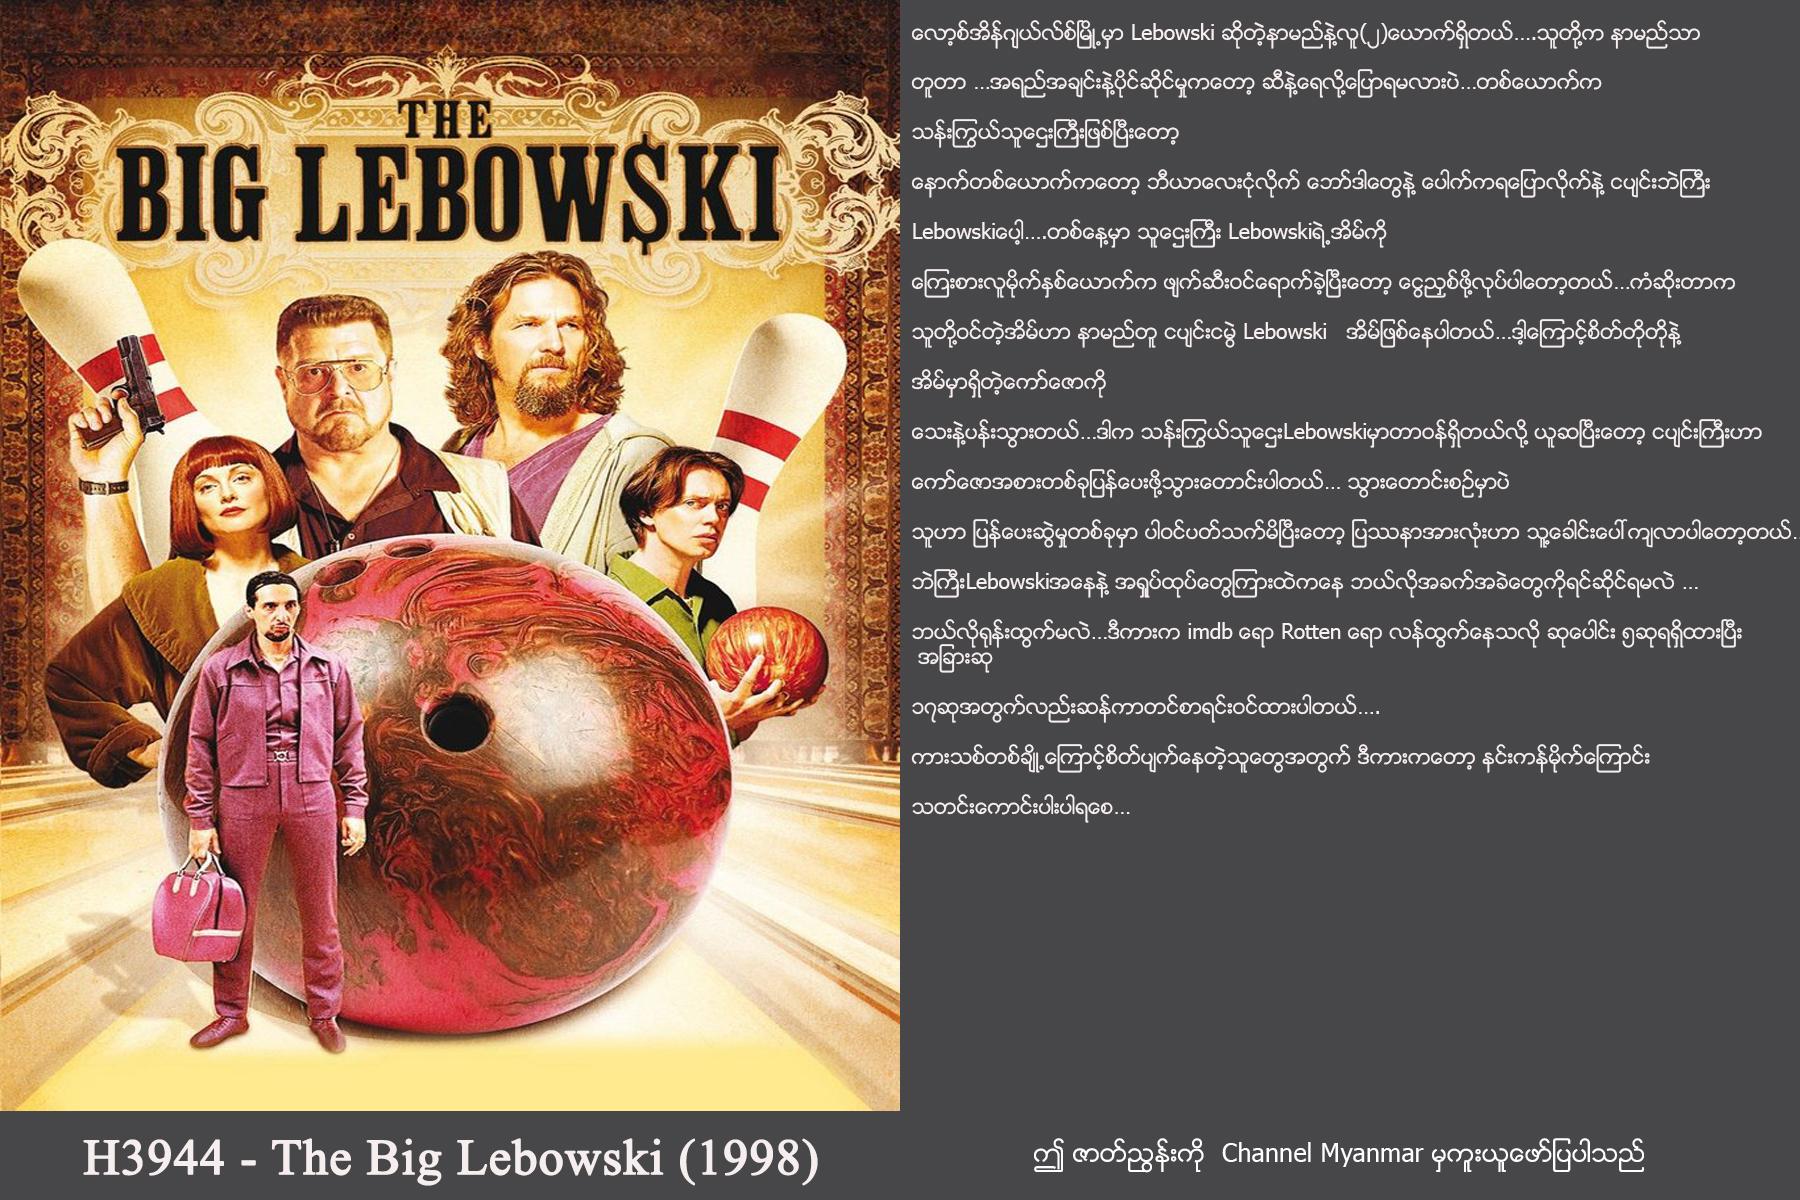 THE
BIG LEBOW$KI
လော့စ်အိန်ဂျယ်လ်စ်မြို့မှာ Lebowski ဆိုတဲ့နာမည်နဲ့လူ(၂)ယောက်ရှိတယ်….သူတို့က နာမည်သာ
တူတာ …အရည်အချင်းနဲ့ပိုင်ဆိုင်မှုကတော့ ဆီနဲ့ရေလို့ပြောရမလားပဲ…တစ်ယောက်က
သန်းကြွယ်သူဌေးကြီးဖြစ်ပြီးတော့
နောက်တစ်ယောက်ကတော့ ဘီယာလေးငုံလိုက် ဘော်ဒါတွေနဲ့ ပေါက်ကရပြောလိုက်နဲ့ ငပျင်းဘဲကြီး
Lebowskiပေါ့….တစ်နေ့မှာ သူဌေးကြီး Lebowskiရဲ့အိမ်ကို
ကြေးစားလူမိုက်နှစ်ယောက်က ဖျက်ဆီးဝင်ရောက်ခဲ့ပြီးတော့ ငွေညှစ်ဖို့လုပ်ပါတော့တယ်…ကံဆိုးတာက
သူတို့ဝင်တဲ့အိမ်ဟာ နာမည်တူ ငပျင်းငမွဲ Lebowski အိမ်ဖြစ်နေပါတယ်…ဒါ့ကြောင့်စိတ်တိုတိုနဲ့
အိမ်မှာရှိတဲ့ကော်ဇောကို
သေးနဲ့ပန်းသွားတယ်…ဒါက သန်းကြွယ်သူဌေးLebowskiမှာတာဝန်ရှိတယ်လို့ ယူဆပြီးတော့ ငပျင်းကြီးဟာ
ကော်ဇောအစားတစ်ခုပြန်ပေးဖို့သွားတောင်းပါတယ်… သွားတောင်းစဉ်မှာပဲ
သူဟာ ပြန်ပေးဆွဲမှုတစ်ခုမှာ ပါဝင်ပတ်သက်မိပြီးတော့ ပြဿနာအားလုံးဟာ သူ့ခေါင်းပေါ်ကျလာပါတော့တယ်..
ဘဲကြီးLebowskiအနေနဲ့ အရှုပ်ထုပ်တွေကြားထဲကနေ ဘယ်လိုအခက်အခဲတွေကိုရင်ဆိုင်ရမလဲ …
ဘယ်လိုရုန်းထွက်မလဲ…ဒီကားက imdb ရော Rotten ရော လန်ထွက်နေသလို ဆုပေါင်း ၅ဆုရရှိထားပြီး
အခြားဆု
၁၇ဆုအတွက်လည်းဆန်ကာတင်စာရင်းဝင်ထားပါတယ်….
ကားသစ်တစ်ချို့ကြောင့်စိတ်ပျက်နေတဲ့သူတွေအတွက် ဒီကားကတော့ နင်းကန်မိုက်ကြောင်း
သတင်းကောင်းပါးပါရစေ…
H3944 - The Big Lebowski (1998)
ဤ ဇာတ်ညွှန်းကို Channel Myanmar မှကူးယူဖော်ပြပါသည်